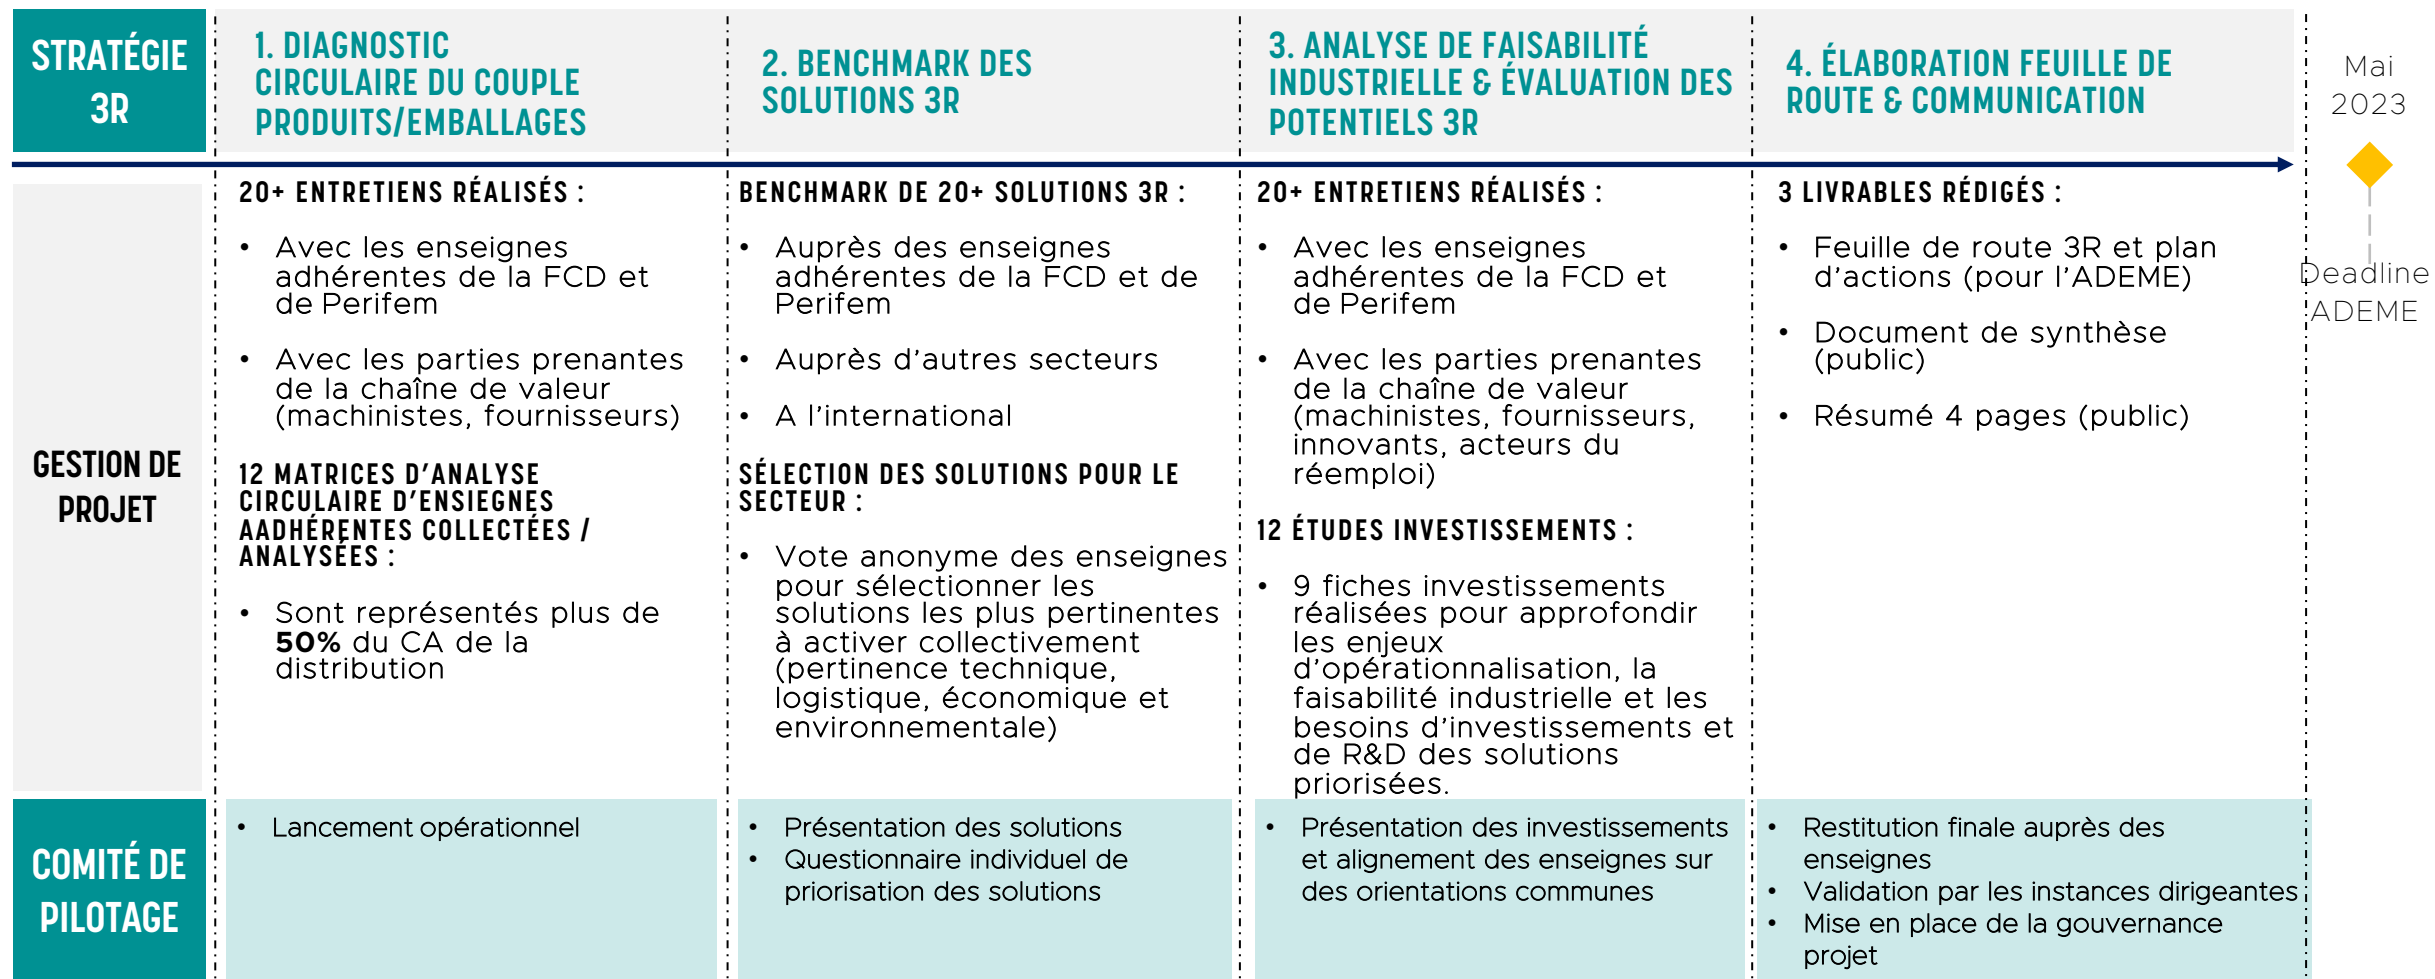 STRATÉGIE
3R
1. DIAGNOSTIC
CIRCULAIRE DU COUPLE
PRODUITS/EMBALLAGES
2. BENCHMARK DES
SOLUTIONS 3R
3. ANALYSE DE FAISABILITÉ
INDUSTRIELLE & ÉVALUATION DES
POTENTIELS 3R
4. ÉLABORATION FEUILLE DE
ROUTE & COMMUNICATION
Mai
2023
Deadline
ADEME
GESTION DE
PROJET
20+ ENTRETIENS RÉALISÉS :
• Avec les enseignes
adhérentes de la FCD et
de Perifem
• Avec les parties prenantes
de la chaîne de valeur
(machinistes, fournisseurs)
12 MATRICES D'ANALYSE
CIRCULAIRE D'ENSIEGNES
AADHÉRENTES COLLECTÉES /
ANALYSÉES :
• Sont représentés plus de
50% du CA de la
distribution
BENCHMARK DE 20+ SOLUTIONS 3R :
• Auprès des enseignes
adhérentes de la FCD et de
Perifem
• Auprès d'autres secteurs
• A l'international
SÉLECTION DES SOLUTIONS POUR LE
SECTEUR :
• Vote anonyme des enseignes
pour sélectionner les
solutions les plus pertinentes
à activer collectivement
(pertinence technique,
logistique, économique et
environnementale)
20+ ENTRETIENS RÉALISÉS :
• Avec les enseignes
adhérentes de la FCD et
de Perifem
• Avec les parties prenantes
de la chaîne de valeur
(machinistes, fournisseurs,
innovants, acteurs du
réemploi)
12 ÉTUDES INVESTISSEMENTS :
• 9 fiches investissements
réalisées pour approfondir
les enjeux
d'opérationnalisation, la
faisabilité industrielle et les
besoins d'investissements et
de R&D des solutions
priorisées.
3 LIVRABLES RÉDIGÉS :
• Feuille de route 3R et plan
d'actions (pour l'ADEME)
• Document de synthèse
(public)
• Résumé 4 pages (public)
COMITÉ DE
PILOTAGE
• Lancement opérationnel
• Présentation des solutions
• Questionnaire individuel de
priorisation des solutions
• Présentation des investissements
et alignement des enseignes sur
des orientations communes
• Restitution finale auprès des
enseignes
• Validation par les instances dirigeantes
• Mise en place de la gouvernance
projet